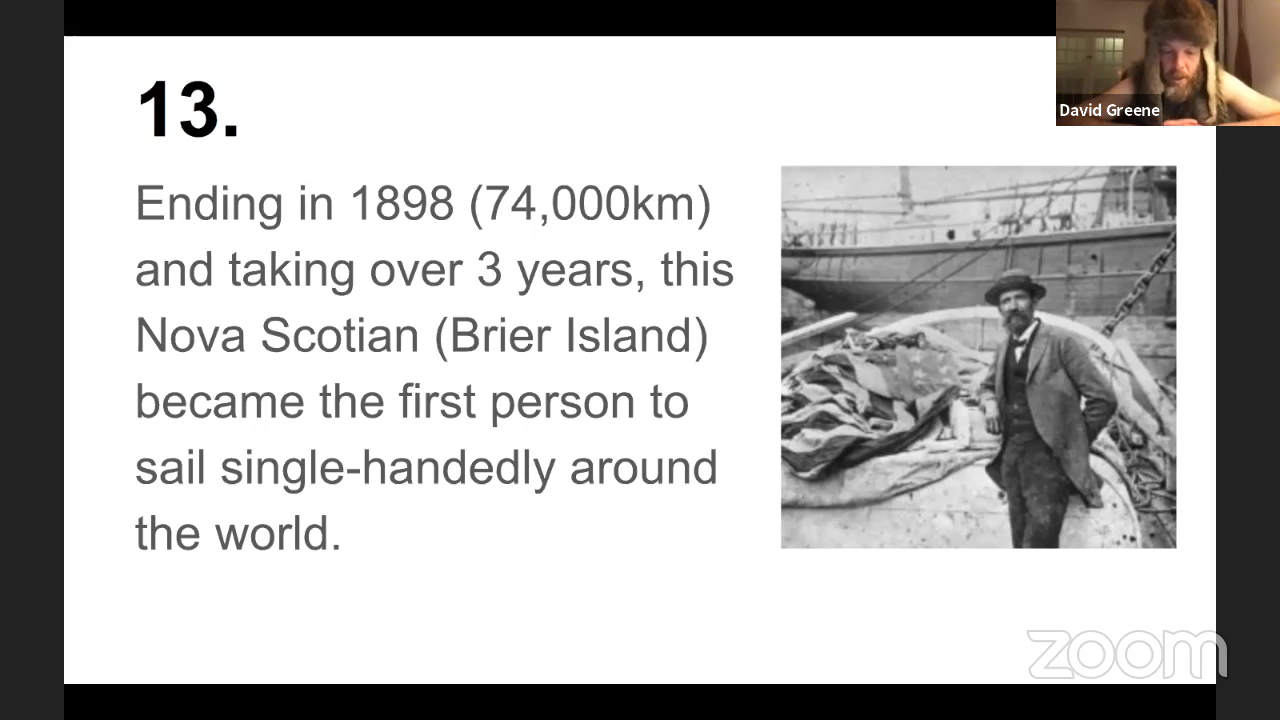 13.
Ending in 1898 (74,000km)
and taking over 3 years, this
Nova Scotian (Brier Island)
became the first person to
sail single-handedly around
the world.
David Greene
zoom